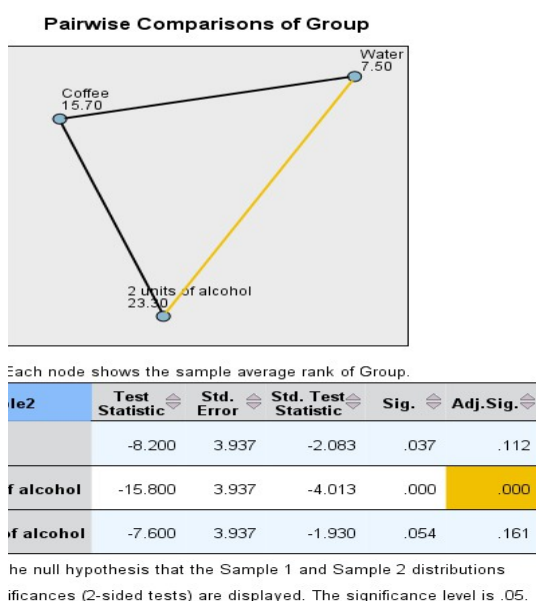 Pairwise Comparisons of Group
Water
7.50
Coffee
15.70
2 units of alcohol
23.30
Each node shows the sample average rank of Group.
le2 Test Statistic Std. Error Std. Test Statistic Sig. Adj.Sig.
-8.200 3.937 -2.083 .037 .112
f alcohol -15.800 3.937 -4.013 .000 .000
of alcohol -7.600 3.937 -1.930 .054 .161
he null hypothesis that the Sample 1 and Sample 2 distributions
ificances (2-sided tests) are displayed. The significance level is .05.